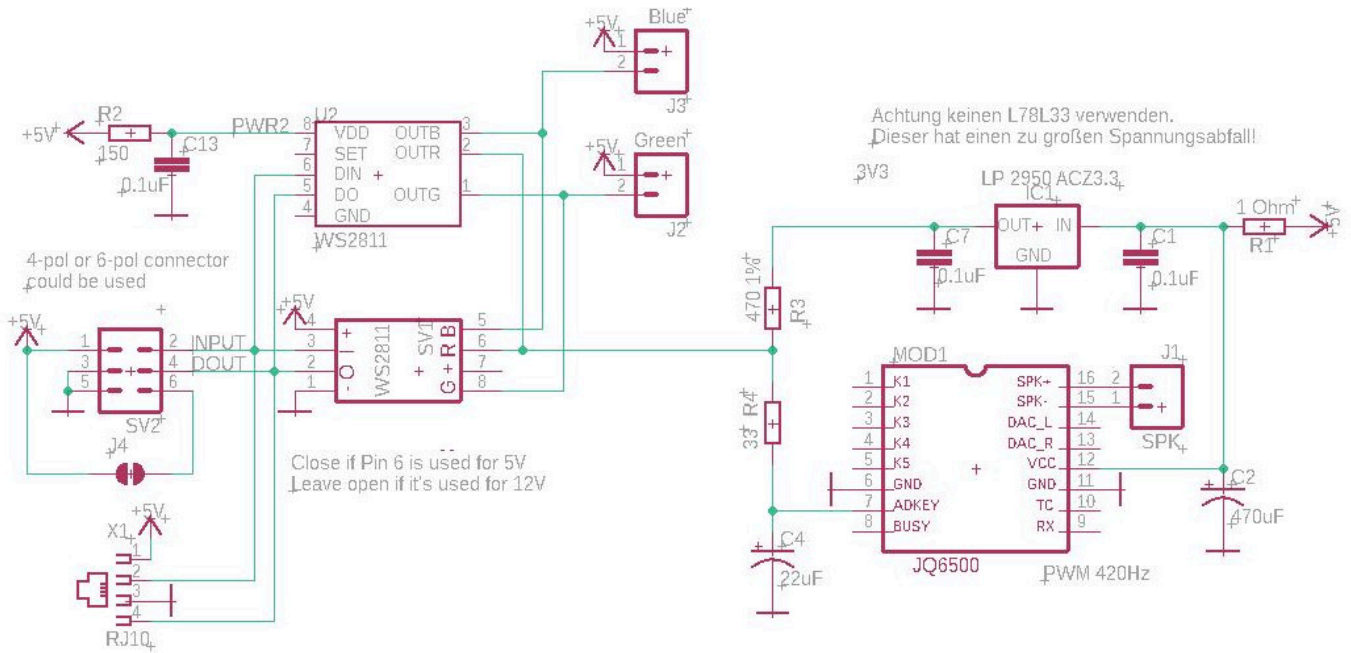 Blue
+5V
1
2
J3
R2
+5V
150
C13
0.1uF
PWR2
U2
8 VDD OUTB 3
7 SET OUTR 2
6 DIN
5 DO OUTG 1
4 GND
WS2811
Green
+5V
1
2
J2
Achtung keinen L78L33 verwenden.
Dieser hat einen zu großen Spannungsabfall!
3V3
LP 2950 ACZ3.3
IC1
OUT IN
GND
C7
0.1uF
C1
0.1uF
1 Ohm
R1
+5V
4-pol or 6-pol connector
could be used
+5V
1 2 INPUT
3 4 DOUT
5 6
SV2
J4
+5V
4 + B 5
3 I R 6
2 O + 7
1 - G 8
WS2811
SV1
Close if Pin 6 is used for 5V
Leave open if it's used for 12V
470 1%
R3
R4
33
C4
22uF
MOD1
1 K1 SPK+ 16
2 K2 SPK- 15
3 K3 DAC_L 14
4 K4 DAC_R 13
5 K5 VCC 12
6 GND GND 11
7 ADKEY TC 10
8 BUSY RX 9
JQ6500
PWM 420Hz
J1
2
1
SPK
C2
470uF
+5V
X1
1
2
3
4
RJ10